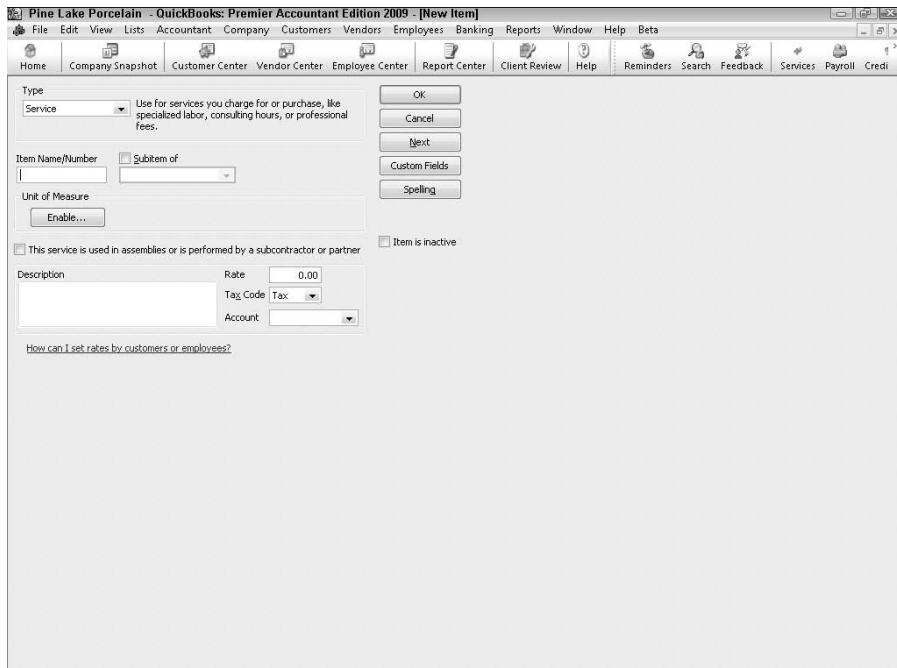 Pine Lake Porcelain - QuickBooks: Premier Accountant Edition 2009 - [New Item]
File Edit View Lists Accountant Company Customers Vendors Employees Banking Reports Window Help Beta
Home Company Snapshot Customer Center Vendor Center Employee Center Report Center Client Review Help Reminders Search Feedback Services Payroll Credi
Type
Service
Use for services you charge for or purchase, like
specialized labor, consulting hours, or professional
fees.
OK
Cancel
Next
Custom Fields
Spelling
Item Name/Number
Subitem of
Unit of Measure
Enable...
This service is used in assemblies or is performed by a subcontractor or partner
Item is inactive
Description
Rate 0.00
Tax Code Tax
Account
How can I set rates by customers or employees?